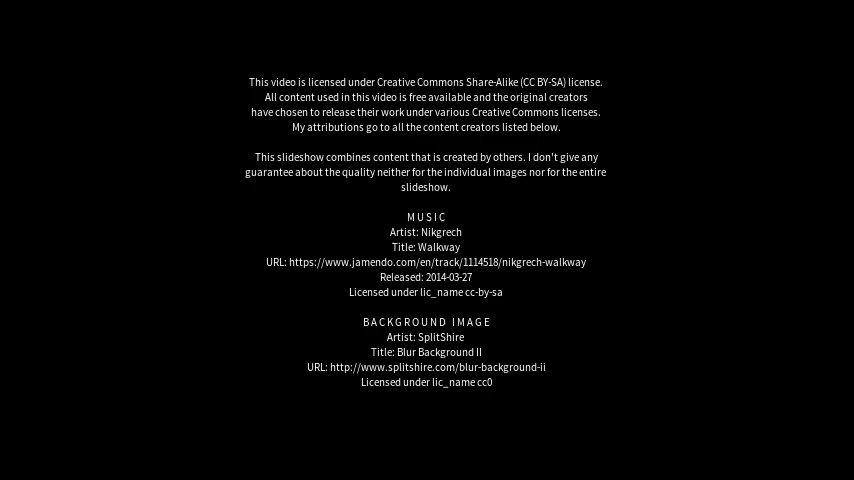 This video is licensed under Creative Commons Share-Alike (CC BY-SA) license.
All content used in this video is free available and the original creators
have chosen to release their work under various Creative Commons licenses.
My attributions go to all the content creators listed below.
This slideshow combines content that is created by others. I don't give any
guarantee about the quality neither for the individual images nor for the entire
slideshow.
MUSIC
Artist: Nikgrech
Title: Walkway
URL: https://www.jamendo.com/en/track/1114518/nikgrech-walkway
Released: 2014-03-27
Licensed under lic_name cc-by-sa
BACKGROUND IMAGE
Artist: SplitShire
Title: Blur Background II
URL: http://www.splitshire.com/blur-background-ii
Licensed under lic_name cc0